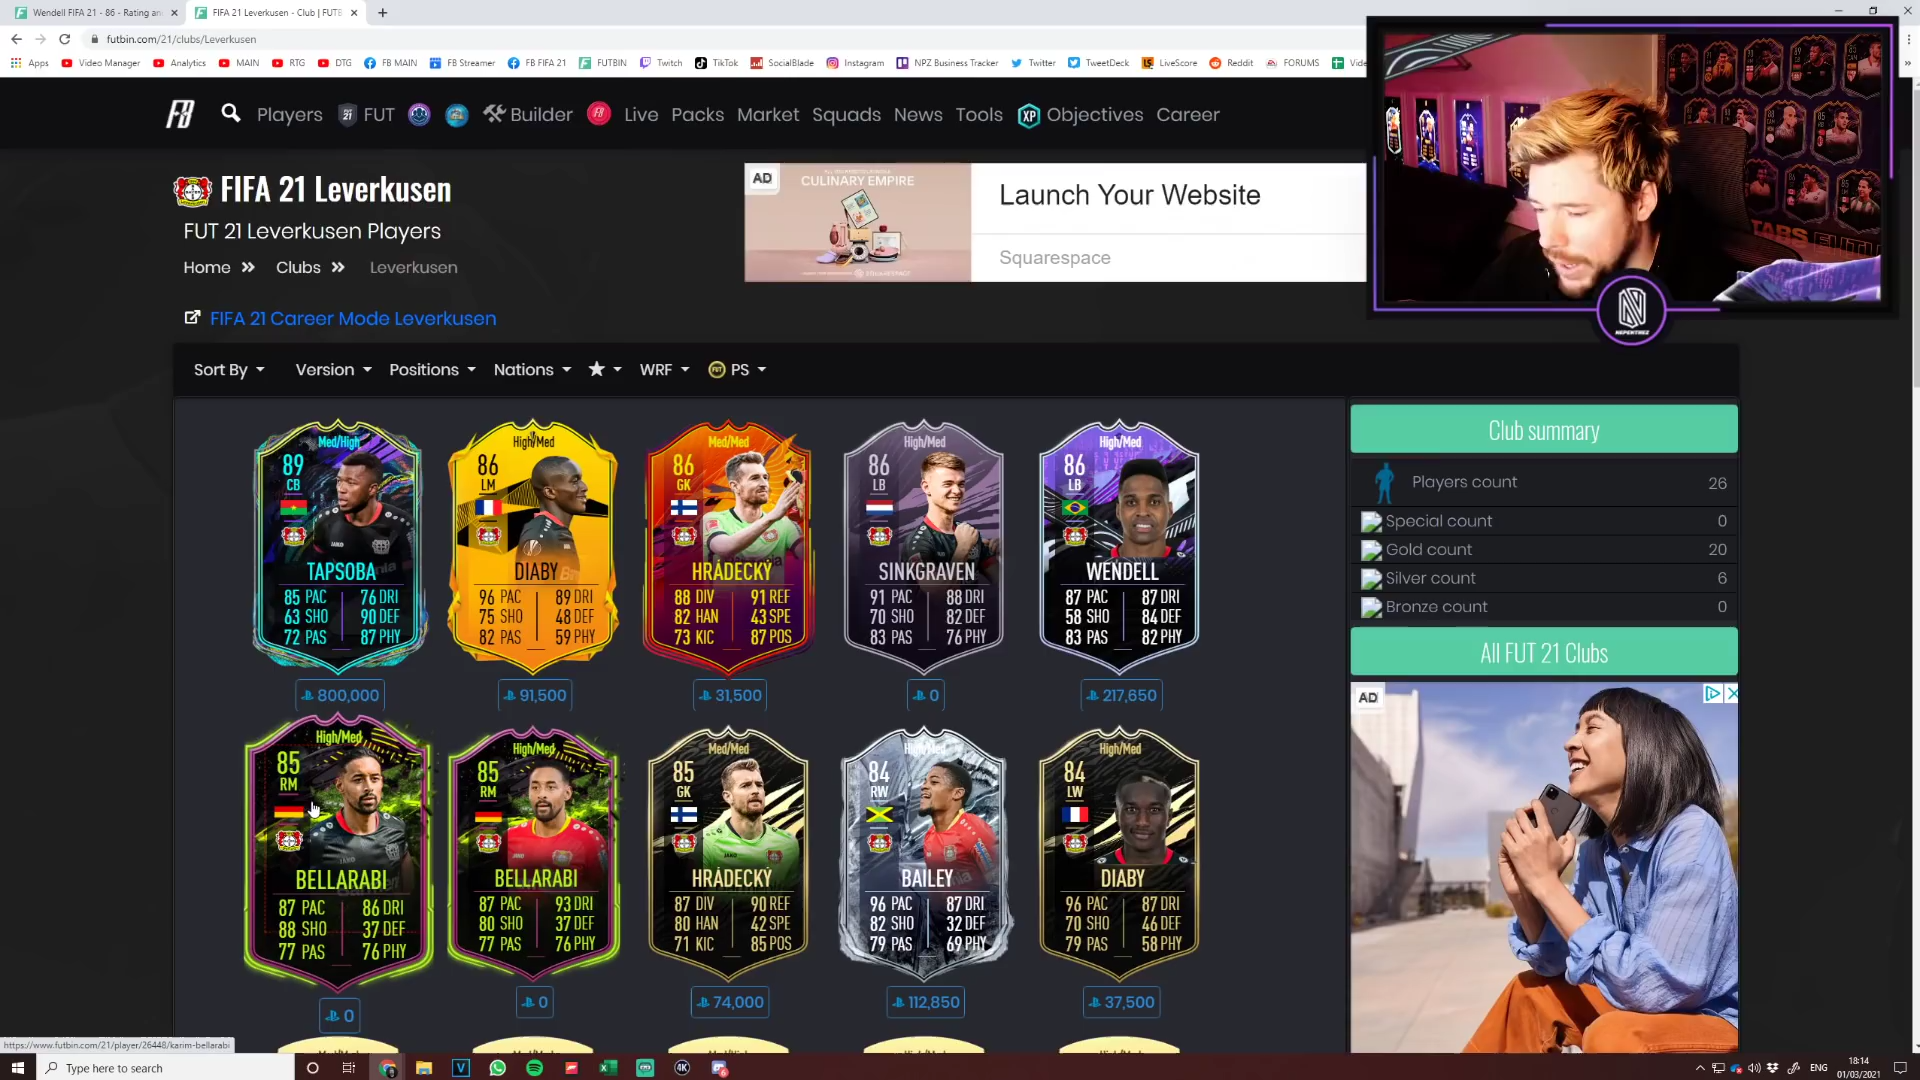 Wendell FIFA 21 - 86 - Rating an
FIFA 21 Leverkusen - Club | FUTB
futbin.com/21/clubs/Leverkusen
Apps Video Manager Analytics MAIN RTG DTG FB MAIN FB Streamer FB FIFA 21 FUTBIN Twitch TikTok SocialBlade Instagram NPZ Business Tracker Twitter TweetDeck LiveScore Reddit FORUMS Vide
FB Players 21 FUT Builder FB Live Packs Market Squads News Tools XP Objectives Career
FIFA 21 Leverkusen
FUT 21 Leverkusen Players
Home Clubs Leverkusen
FIFA 21 Career Mode Leverkusen
AD
CULINARY EMPIRE
Launch Your Website
Squarespace
NEPENTHEZ
Sort By Version Positions Nations WRF PS
Med/High
89
CB
TAPSOBA
85 PAC 76 DRI
63 SHO 90 DEF
72 PAS 87 PHY
800,000
High/Med
86
LM
DIABY
96 PAC 89 DRI
75 SHO 48 DEF
82 PAS 59 PHY
91,500
Med/Med
86
GK
HRÁDECKÝ
88 DIV 91 REF
82 HAN 43 SPE
73 KIC 87 POS
31,500
High/Med
86
LB
SINKGRAVEN
91 PAC 88 DRI
70 SHO 82 DEF
83 PAS 76 PHY
0
High/Med
86
LB
WENDELL
87 PAC 87 DRI
58 SHO 84 DEF
83 PAS 82 PHY
217,650
High/Med
85
RM
BELLARABI
87 PAC 86 DRI
88 SHO 37 DEF
77 PAS 76 PHY
0
High/Med
85
RM
BELLARABI
87 PAC 93 DRI
80 SHO 37 DEF
77 PAS 76 PHY
0
Med/Med
85
GK
HRÁDECKÝ
87 DIV 90 REF
80 HAN 42 SPE
71 KIC 85 POS
74,000
High/Med
84
RW
BAILEY
96 PAC 87 DRI
82 SHO 32 DEF
79 PAS 69 PHY
112,850
High/Med
84
LW
DIABY
96 PAC 87 DRI
70 SHO 46 DEF
79 PAS 58 PHY
37,500
Club summary
Players count 26
Special count 0
Gold count 20
Silver count 6
Bronze count 0
All FUT 21 Clubs
AD
https://www.futbin.com/21/player/26448/karim-bellarabi
Type here to search
ENG
18:14
01/03/2021